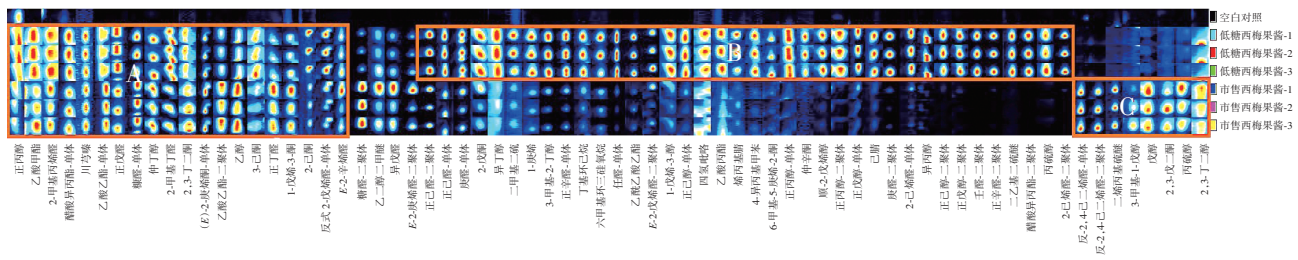 A
B
C
空白对照
低糖西梅果酱-1
低糖西梅果酱-2
低糖西梅果酱-3
市售西梅果酱-1
市售西梅果酱-2
市售西梅果酱-3
正丙醇
乙酸甲酯
2-甲基丙烯醛
醋酸异丙酯-单体
川芎哚
乙酸乙酯-单体
正戊醛
糠醛-单体
仲丁醇
2-甲基丁醛
2,3-丁二酮
(E)-2-庚烯酮-单体
乙酸乙酯-二聚体
乙醇
3-己酮
正丁醛
1-戊烯-3-酮
2-己酮
反式2-戊烯醛-单体
E-2-辛烯醛
糠醛-二聚体
乙二醇二甲醚
异戊醛
E-2-庚烯醛-二聚体
正己醛-二聚体
正己醛-单体
庚醛-单体
2-戊酮
异丁醇
二甲基二硫
1-庚烯
3-甲基-2-丁醇
正辛醛-单体
丁基环己烷
六甲基环三硅氧烷
壬醛-单体
乙酸乙酯
E-2-戊烯醛-二聚体
1-戊烯-3-醇
正己醇-单体
四氢吡咯
乙酸丙酯
烯丙基腈
4-异丙基甲苯
6-甲基-5-庚烯-2-酮
正丙醇-单体
仲辛酮
顺-2-戊烯醇
正丙醇-二聚体
正戊醇-单体
己腈
庚醛-二聚体
2-己烯醛-单体
异丙醇
正己醇-二聚体
正戊醇-二聚体
壬醛-二聚体
正辛醛-二聚体
二乙基二硫醚
醋酸异丙酯-二聚体
丙硫醇
2-己烯醛-二聚体
反-2,4-己二烯醛-单体
反-2,4-己二烯醛-二聚体
二烯丙基硫醚
3-甲基-1-戊醇
戊醇
2,3-戊二酮
丙硫醇
2,3-丁二醇